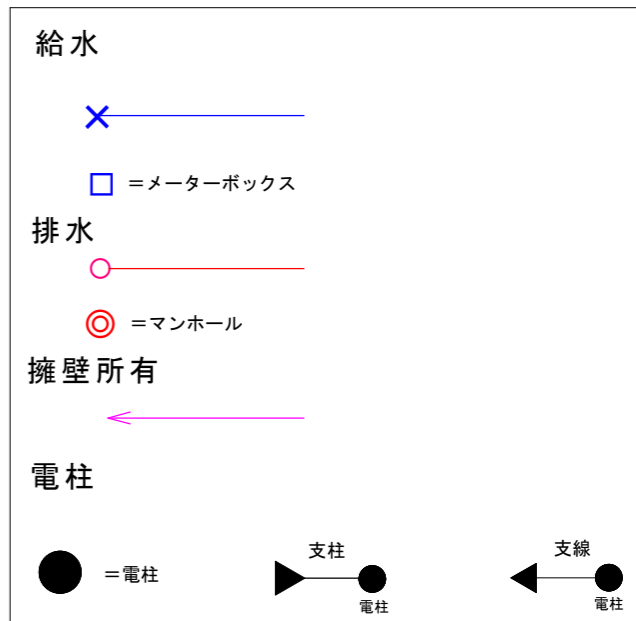 給水
＝メーターボックス
排水
＝マンホール
擁壁所有
電柱
＝電柱
支柱
電柱
支線
電柱